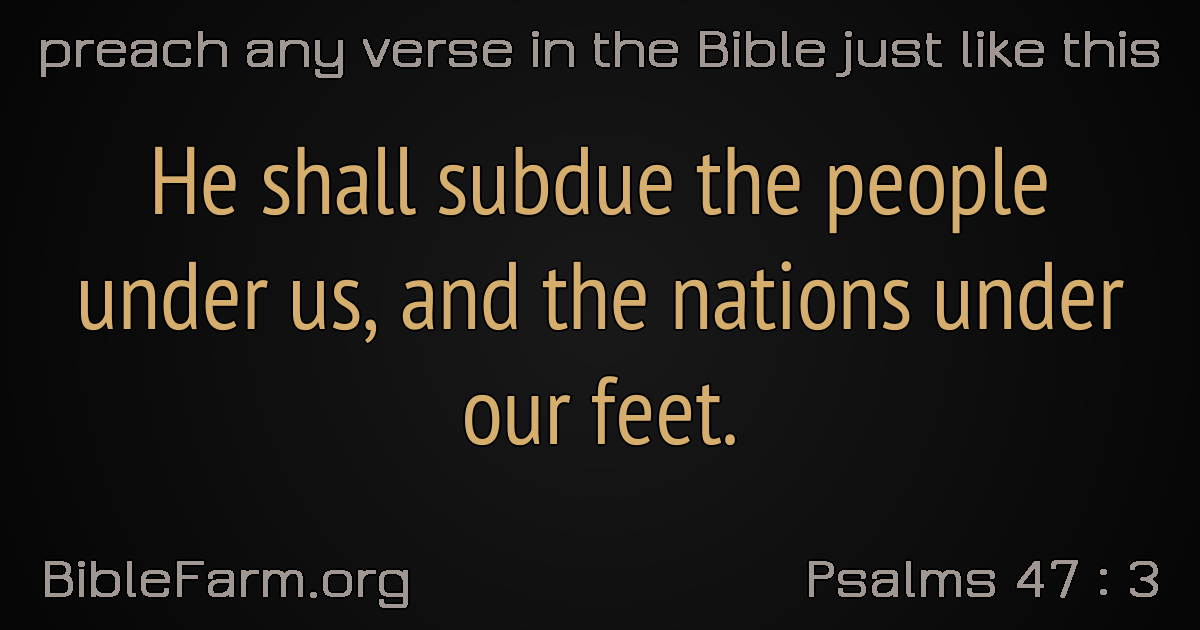 preach any verse in the Bible just like this
He shall subdue the people
under us, and the nations under
our feet.
BibleFarm.org
Psalms 47 : 3